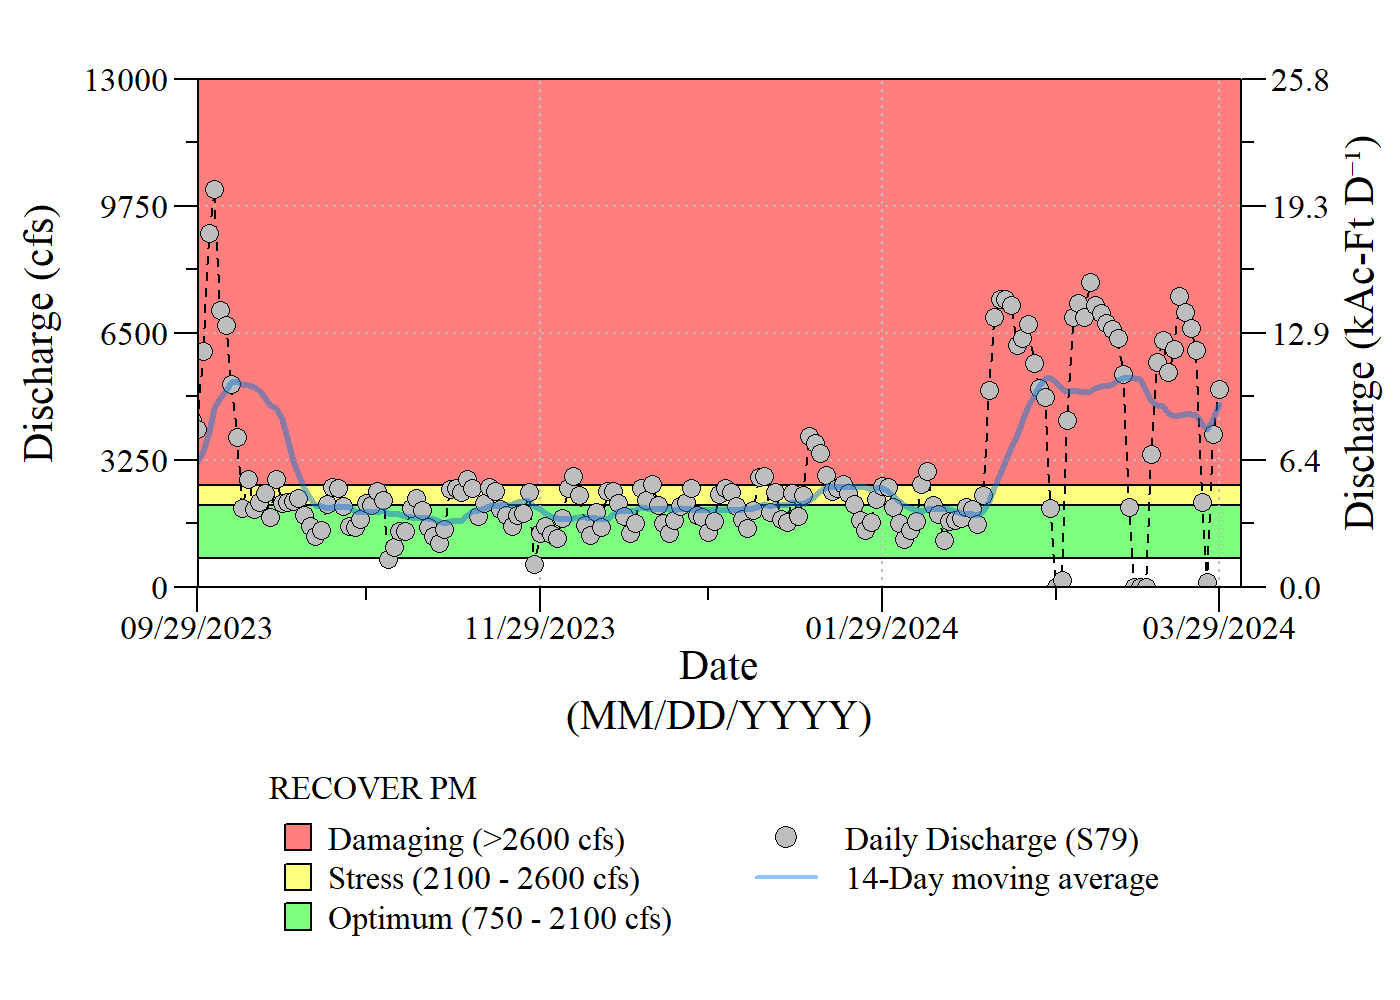 13000
9750
6500
3250
0
Discharge (cfs)
25.8
19.3
12.9
6.4
0.0
Discharge (kAc-Ft D⁻¹)
09/29/2023 11/29/2023 01/29/2024 03/29/2024
Date
(MM/DD/YYYY)
RECOVER PM
Damaging (>2600 cfs)
Stress (2100 - 2600 cfs)
Optimum (750 - 2100 cfs)
Daily Discharge (S79)
14-Day moving average